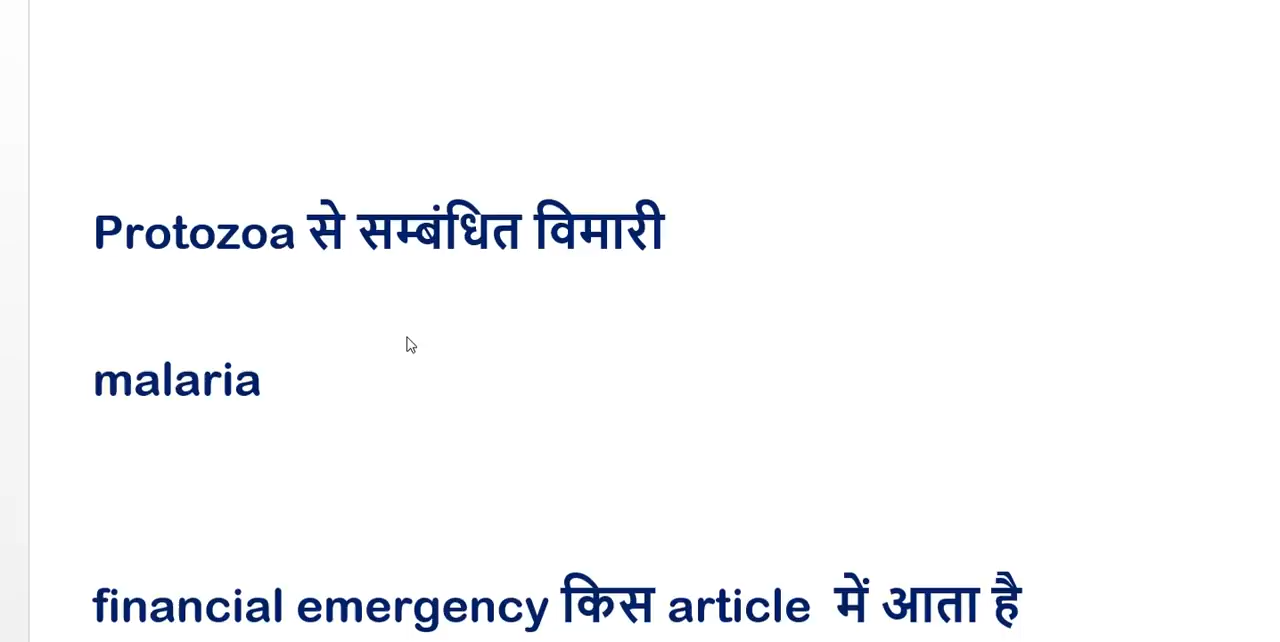 Protozoa से सम्बंधित विमारी
malaria
financial emergency किस article में आता है